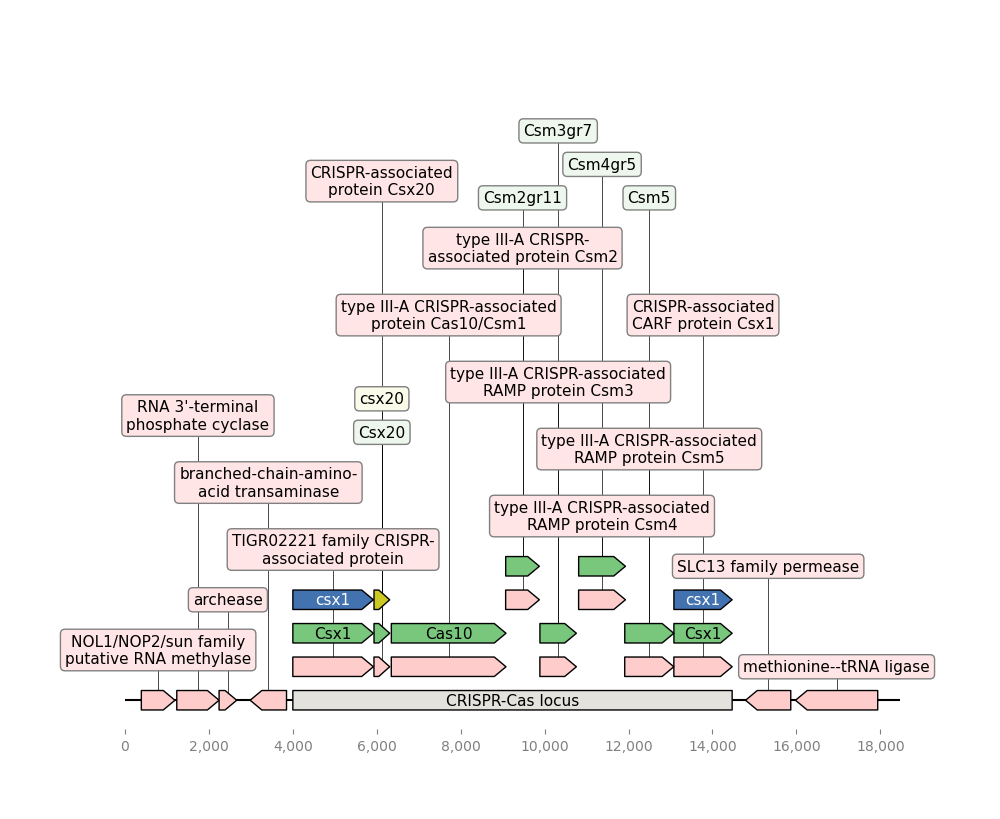 Csm3gr7
Csm4gr5
CRISPR-associated
protein Csx20
Csm2gr11
Csm5
type III-A CRISPR-
associated protein Csm2
type III-A CRISPR-associated
protein Cas10/Csm1
CRISPR-associated
CARF protein Csx1
type III-A CRISPR-associated
RAMP protein Csm3
csx20
RNA 3'-terminal
phosphate cyclase
Csx20
type III-A CRISPR-associated
RAMP protein Csm5
branched-chain-amino-
acid transaminase
type III-A CRISPR-associated
RAMP protein Csm4
TIGR02221 family CRISPR-
associated protein
SLC13 family permease
archease
csx1
csx1
NOL1/NOP2/sun family
putative RNA methylase
Csx1
Cas10
Csx1
methionine--tRNA ligase
CRISPR-Cas locus
0
2,000
4,000
6,000
8,000
10,000
12,000
14,000
16,000
18,000